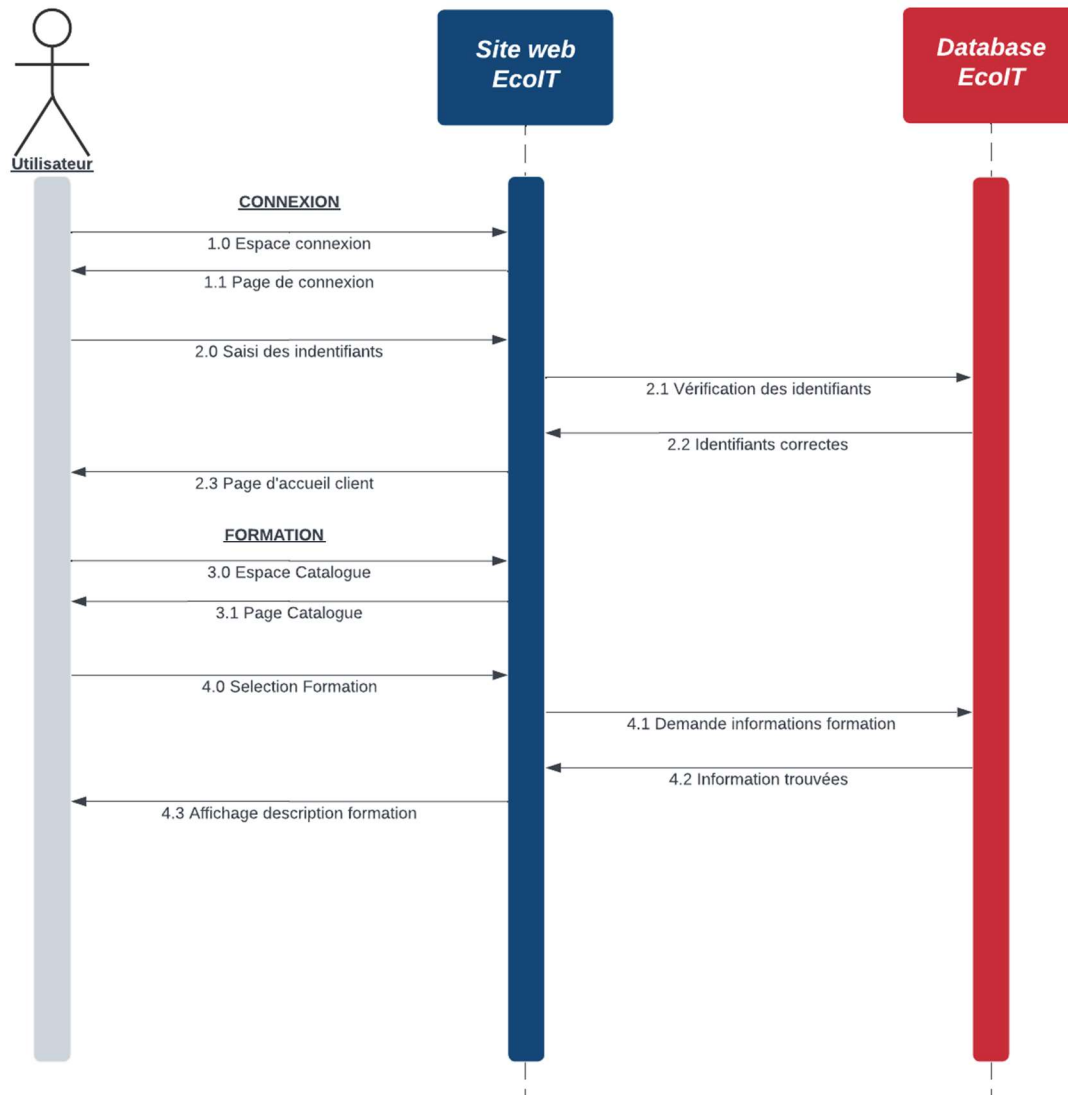 Site web
EcoIT
Database
EcoIT
Utilisateur
CONNEXION
1.0 Espace connexion
1.1 Page de connexion
2.0 Saisi des indentifiants
2.1 Vérification des identifiants
2.2 Identifiants correctes
2.3 Page d'accueil client
FORMATION
3.0 Espace Catalogue
3.1 Page Catalogue
4.0 Selection Formation
4.1 Demande informations formation
4.2 Information trouvées
4.3 Affichage description formation